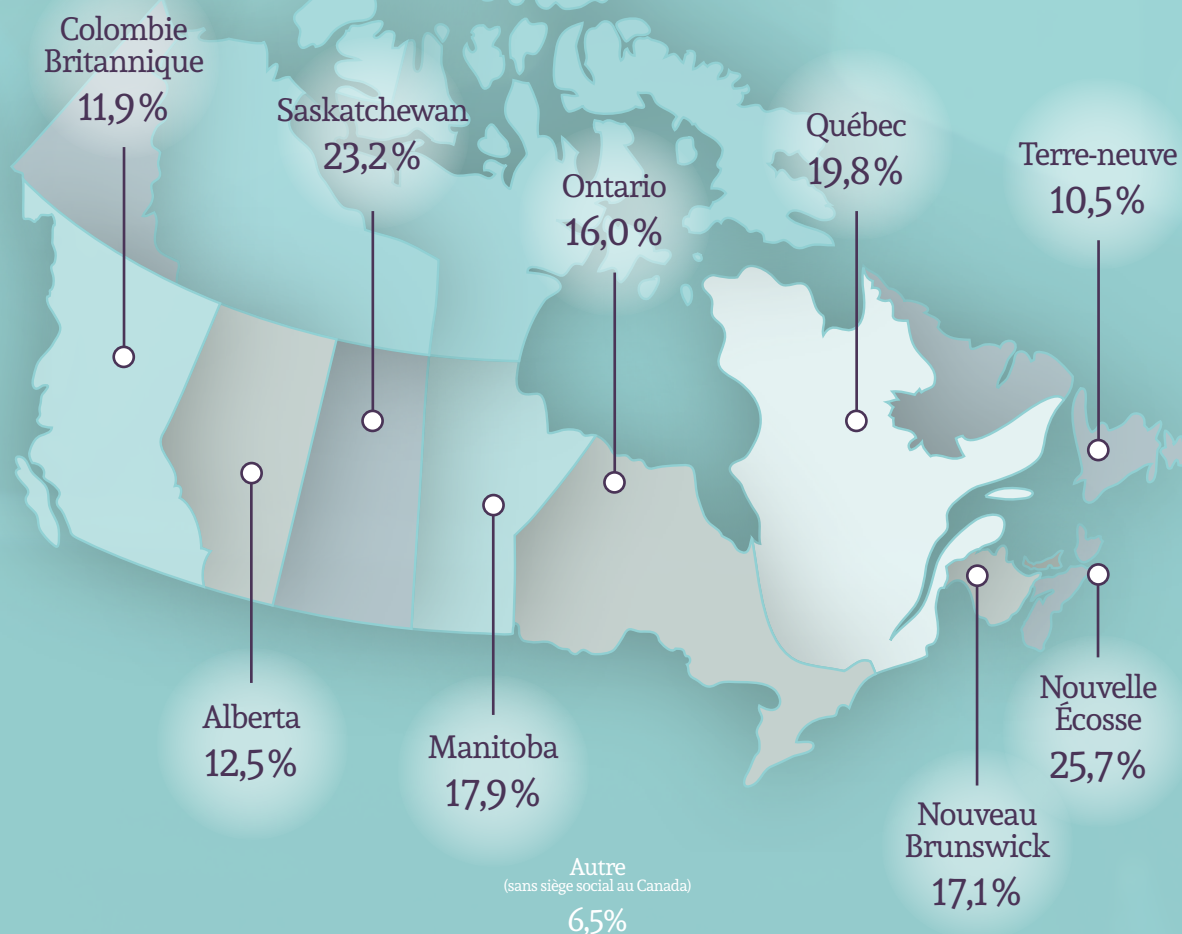 Colombie
Britannique
11,9 %
Saskatchewan
23,2 %
Ontario
16,0 %
Québec
19,8 %
Terre-neuve
10,5 %
Alberta
12,5 %
Manitoba
17,9 %
Nouvelle
Écosse
25,7 %
Nouveau
Brunswick
17,1 %
Autre
(sans siège social au Canada)
6,5%